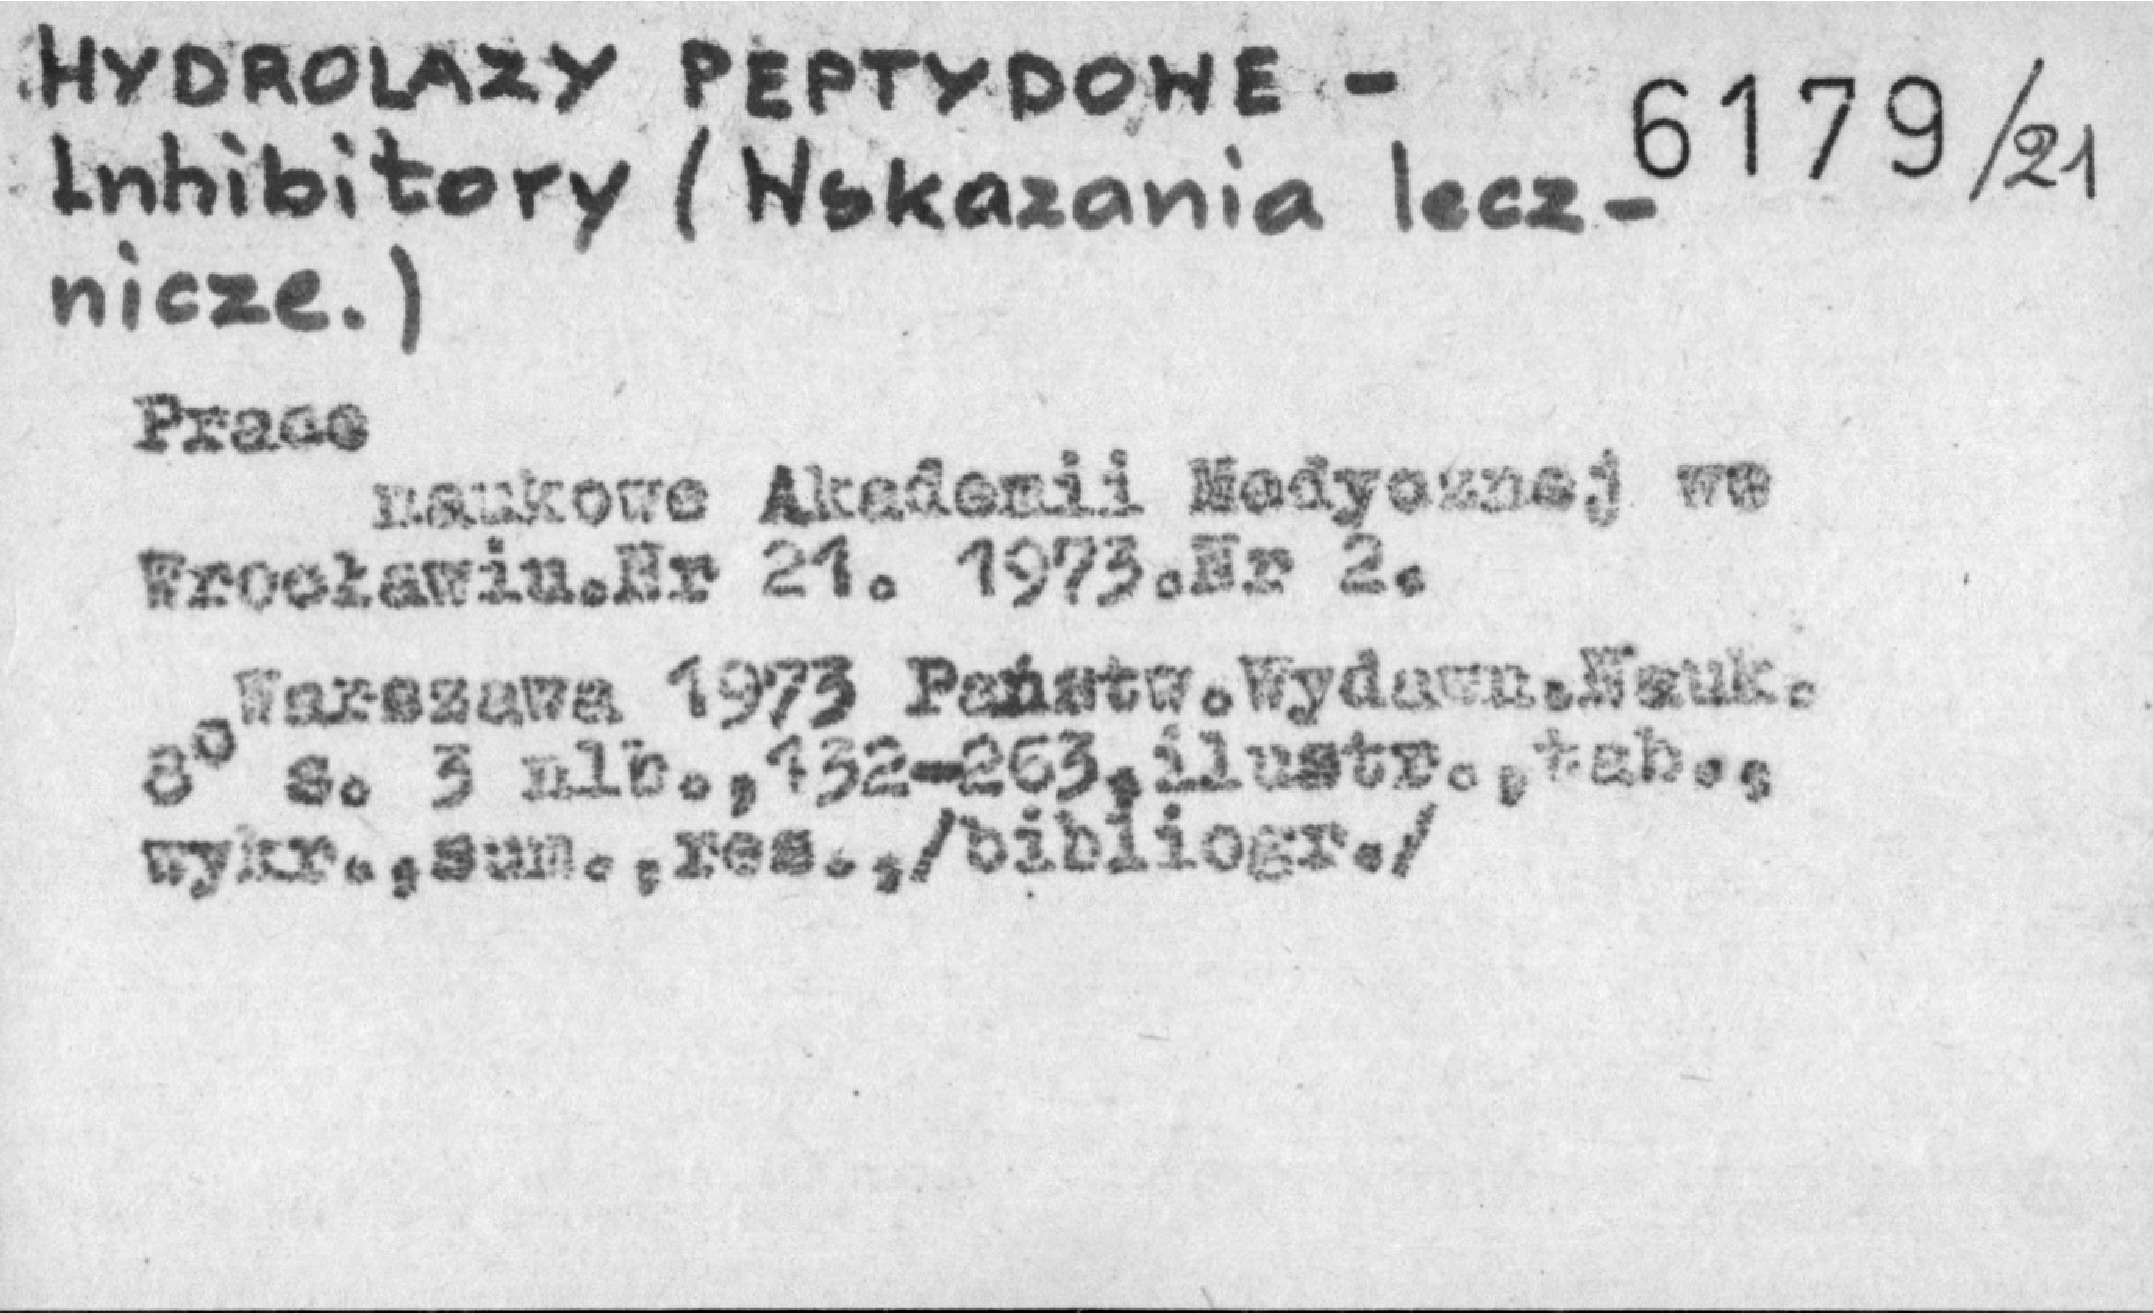 HYDROLAZY PEPTYDOWE -
6179/21
Inhibitory (Wskazania lecz-
nicze.)
Prace
naukowe Akademii Medycznej we
Wrocławiu.Nr 21. 1973.Nr 2.
Warszawa 1973 Państw.Wydawn.Nauk.
8° s. 3 nlb.,132-263,ilustr.,tab.,
wykr.,sum.,res.,/bibliogr./